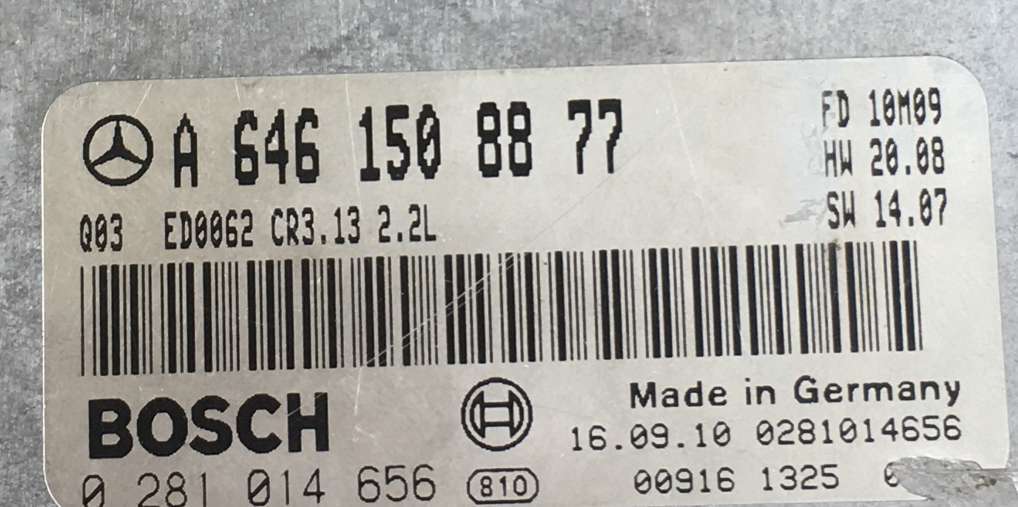 A 646 150 88 77
FD 10M09
HW 20.08
SW 14.07
Q03 ED0062 CR3.13 2.2L
BOSCH
Made in Germany
16.09.10 0281014656
0 281 014 656 810
00916 1325